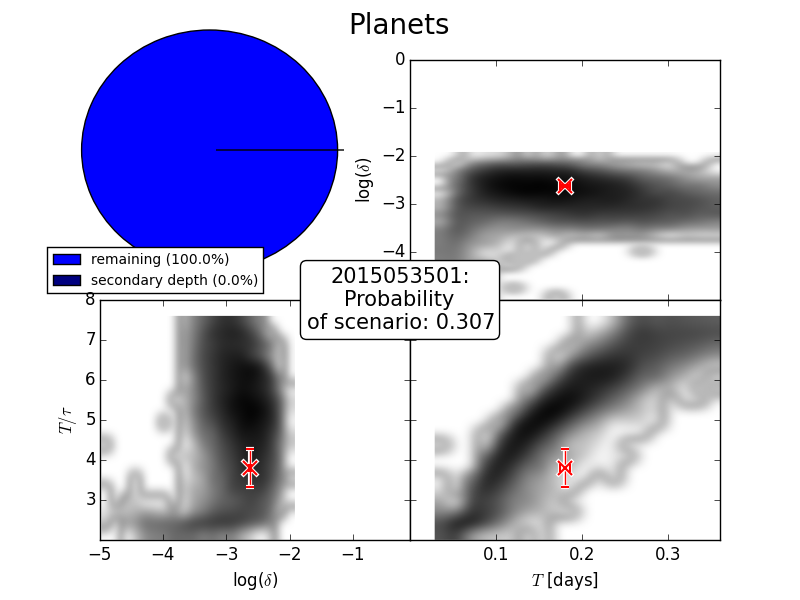 Planets
remaining (100.0%)
secondary depth (0.0%)
0
−1
−2
−3
−4
log(δ)
2015053501:
Probability
of scenario: 0.307
8
7
6
5
4
3
T/τ
−5 −4 −3 −2 −1
log(δ)
0.1 0.2 0.3
T [days]